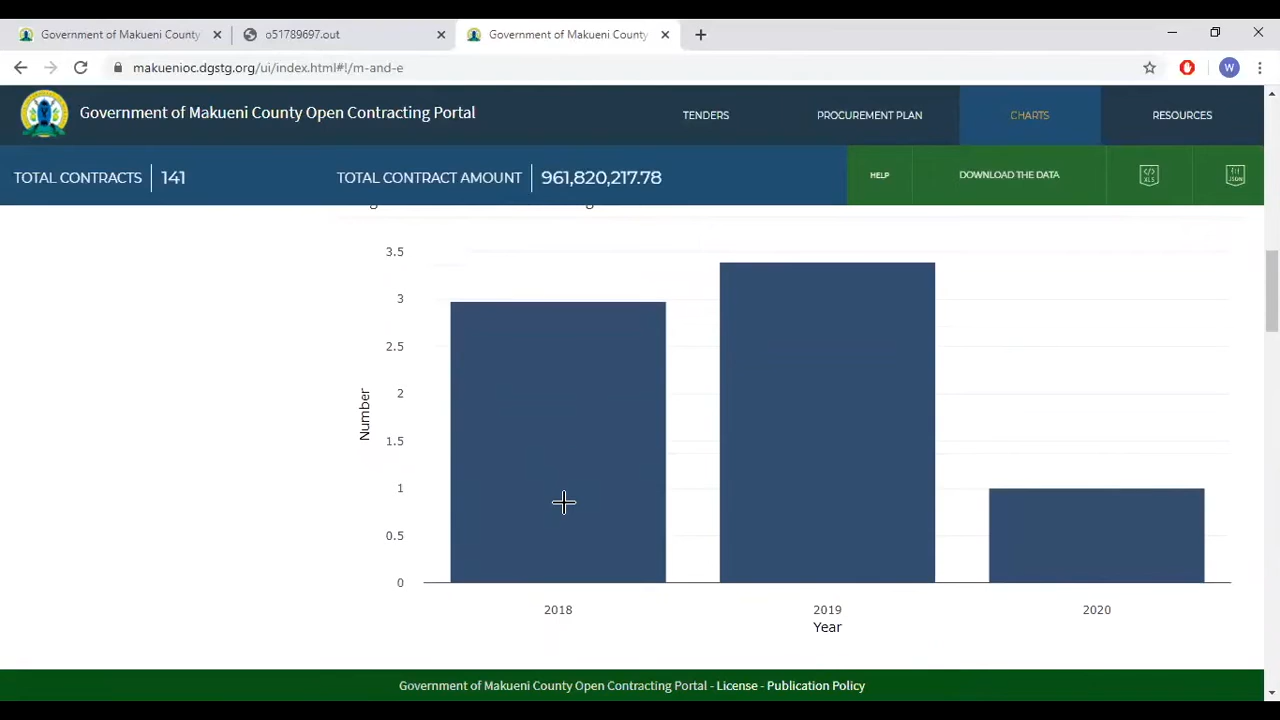 Government of Makueni County
o51789697.out
Government of Makueni County
makuenioc.dgstg.org/ui/index.html#!/m-and-e
W
Government of Makueni County Open Contracting Portal
TENDERS
PROCUREMENT PLAN
CHARTS
RESOURCES
TOTAL CONTRACTS 141
TOTAL CONTRACT AMOUNT 961,820,217.78
HELP
DOWNLOAD THE DATA
XLS
JSON
3.5
3
2.5
2
1.5
1
0.5
0
Number
2018
2019
2020
Year
Government of Makueni County Open Contracting Portal - License - Publication Policy